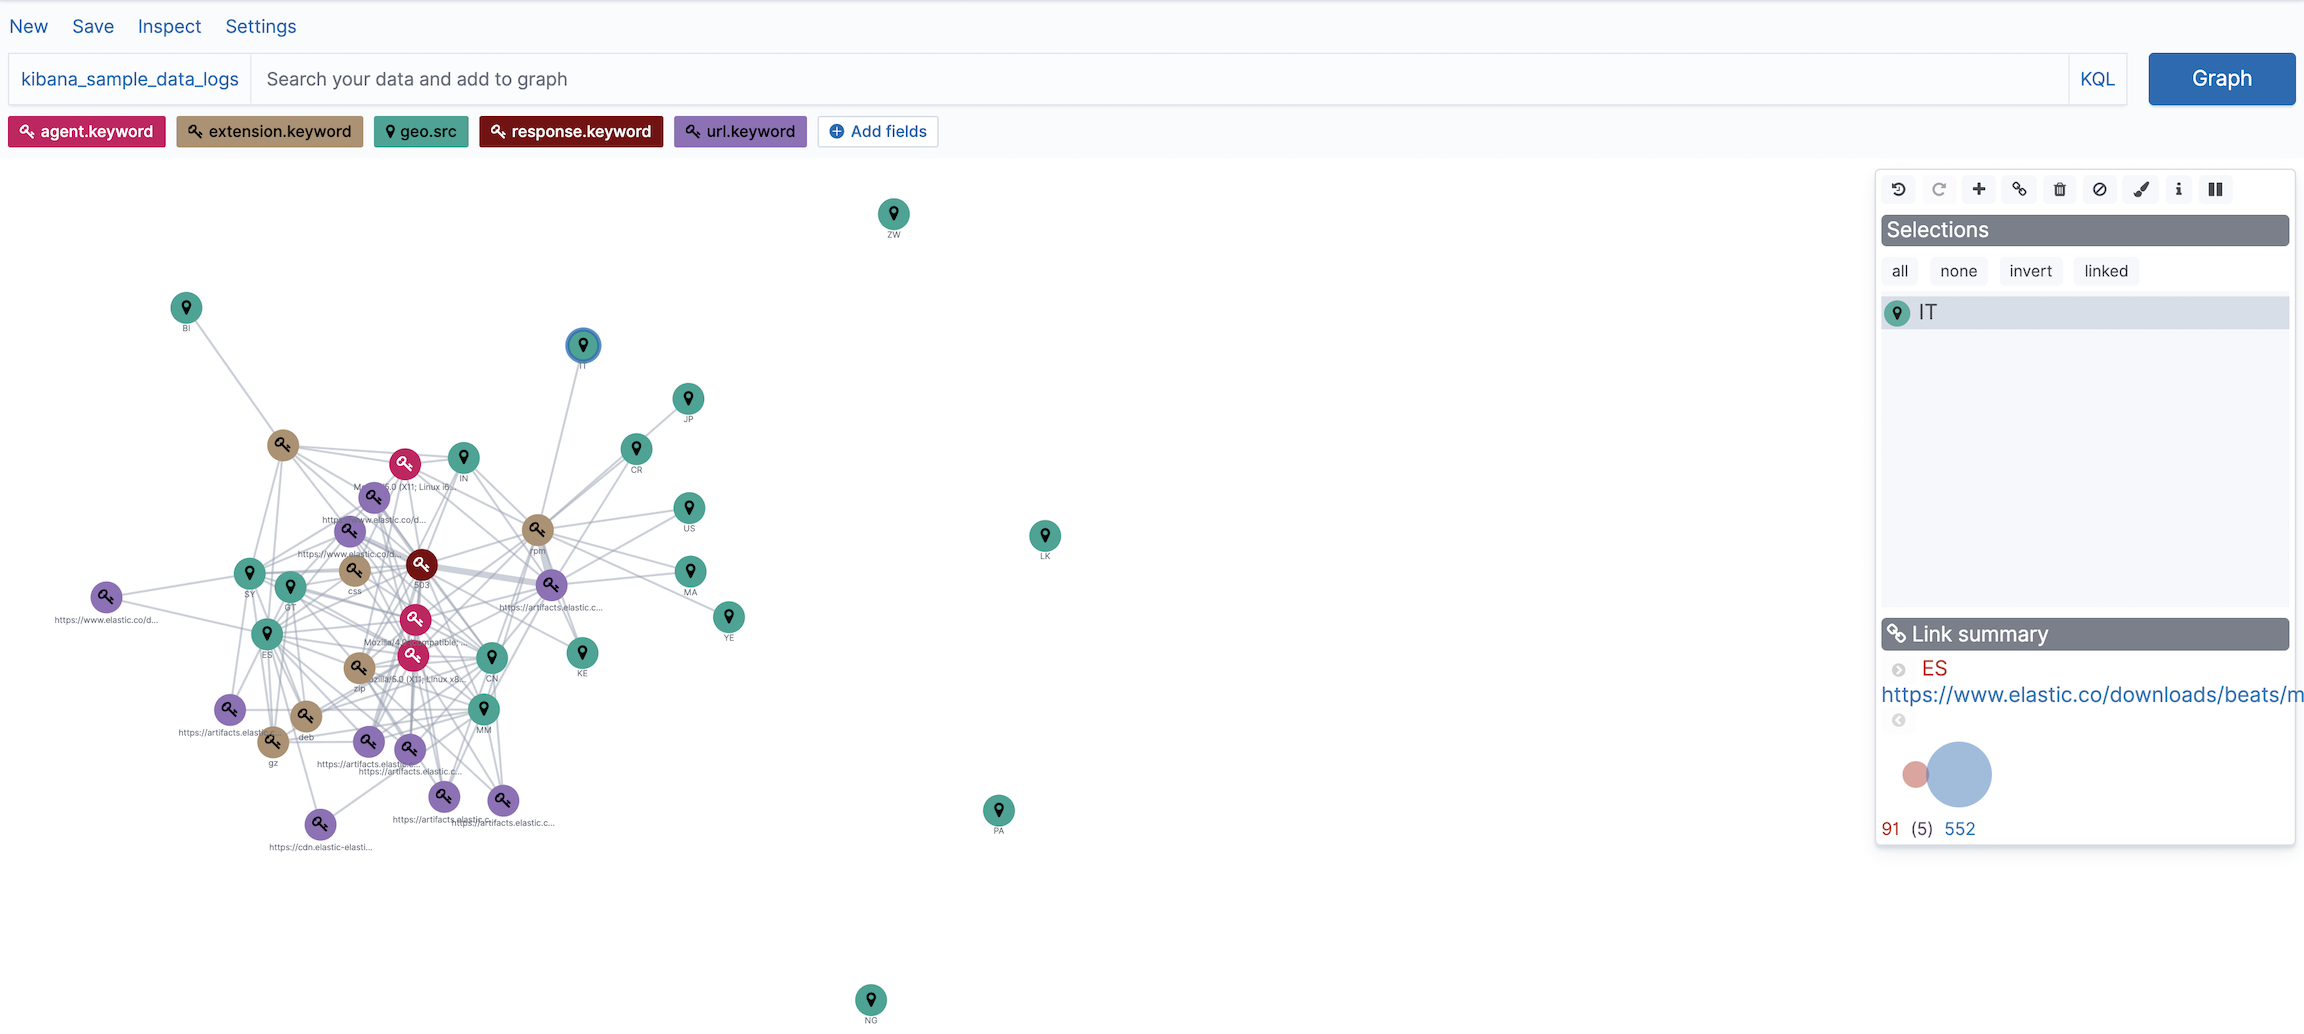 New Save Inspect Settings
kibana_sample_data_logs Search your data and add to graph KQL Graph
agent.keyword extension.keyword geo.src response.keyword url.keyword Add fields
Selections
all none invert linked
IT
Link summary
ES
https://www.elastic.co/downloads/beats/m
91 (5) 552
ZW
BI
IT
JP
CR
IN
Mozilla/5.0 (X11; Linux i6...
https://www.elastic.co/d...
US
rpm
https://www.elastic.co/d...
LK
503
css
SY
MA
GT
https://artifacts.elastic.c...
https://www.elastic.co/d...
YE
Mozilla/4.0 (compatible; ...
ES
KE
CN
Mozilla/5.0 (X11; Linux x8...
zip
MM
https://artifacts.elastic.c...
deb
gz
https://artifacts.elastic.c...
https://artifacts.elastic.c...
https://artifacts.elastic.c...
https://artifacts.elastic.c...
PA
https://cdn.elastic-elasti...
NG